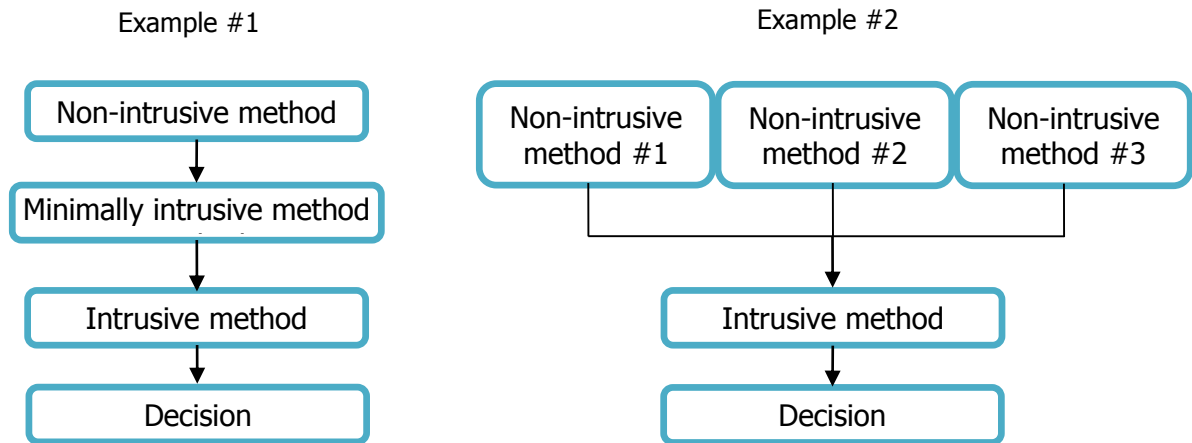 Example #1
Non-intrusive method
Minimally intrusive method
Intrusive method
Decision
Example #2
Non-intrusive
method #1
Non-intrusive
method #2
Non-intrusive
method #3
Intrusive method
Decision